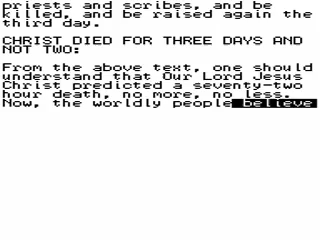 priests and scribes, and be
killed, and be raised again the
third day.
CHRIST DIED FOR THREE DAYS AND
NOT TWO:
From the above text, one should
understand that Our Lord Jesus
Christ predicted a seventy-two
hour death, no more, no less.
Now, the worldly people believe